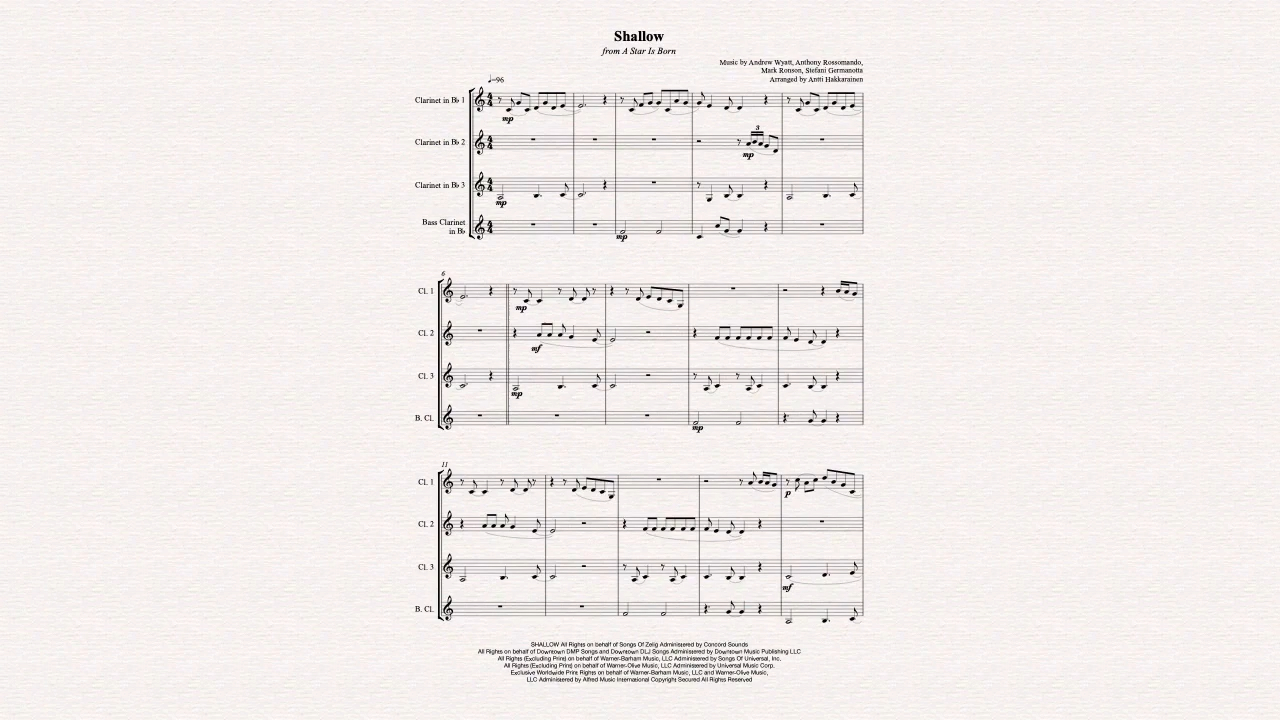 Shallow
from A Star Is Born
Music by Andrew Wyatt, Anthony Rossomando,
Mark Ronson, Stefani Germanotta
Arranged by Antti Hakkarainen
♩=96
Clarinet in B♭ 1
mp
Clarinet in B♭ 2
3
mp
Clarinet in B♭ 3
mp
Bass Clarinet
in B♭
mp
6
Cl. 1
mp
Cl. 2
mf
Cl. 3
mp
B. Cl.
mp
11
Cl. 1
p
Cl. 2
Cl. 3
mf
B. Cl.
SHALLOW All Rights on behalf of Songs Of Zelig Administered by Concord Sounds
All Rights on behalf of Downtown DMP Songs and Downtown DLJ Songs Administered by Downtown Music Publishing LLC
All Rights (Excluding Print) on behalf of Warner-Barham Music, LLC Administered by Songs Of Universal, Inc.
All Rights (Excluding Print) on behalf of Warner-Olive Music, LLC Administered by Universal Music Corp.
Exclusive Worldwide Print Rights on behalf of Warner-Barham Music, LLC and Warner-Olive Music,
LLC Administered by Alfred Music International Copyright Secured All Rights Reserved